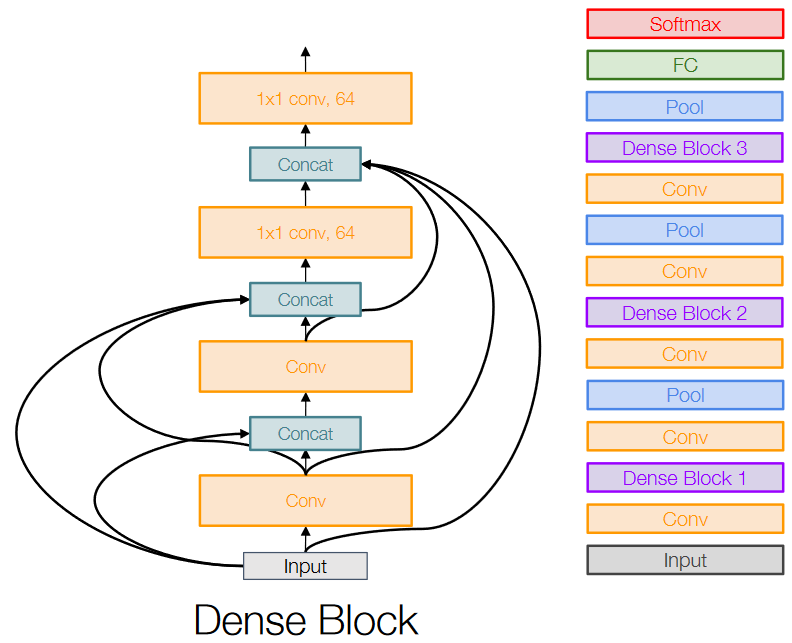 1x1 conv, 64
Concat
1x1 conv, 64
Concat
Conv
Concat
Conv
Input
Dense Block
Softmax
FC
Pool
Dense Block 3
Conv
Pool
Conv
Dense Block 2
Conv
Pool
Conv
Dense Block 1
Conv
Input